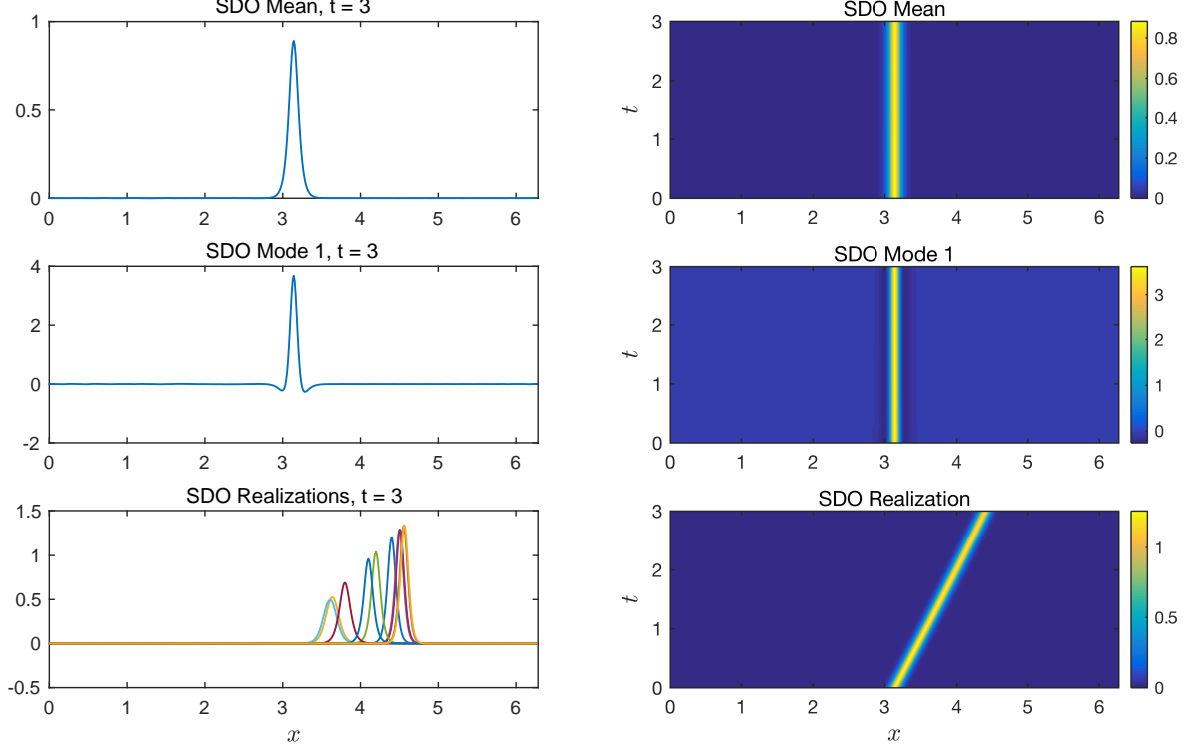 SDO Mean, t = 3
1
0.5
0
0 1 2 3 4 5 6
SDO Mean
3
2
1
0
t
0 1 2 3 4 5 6
0.8
0.6
0.4
0.2
0
SDO Mode 1, t = 3
4
2
0
-2
0 1 2 3 4 5 6
SDO Mode 1
3
2
1
0
t
0 1 2 3 4 5 6
3
2
1
0
SDO Realizations, t = 3
1.5
1
0.5
0
-0.5
0 1 2 3 4 5 6
x
SDO Realization
3
2
1
0
t
0 1 2 3 4 5 6
x
1
0.5
0